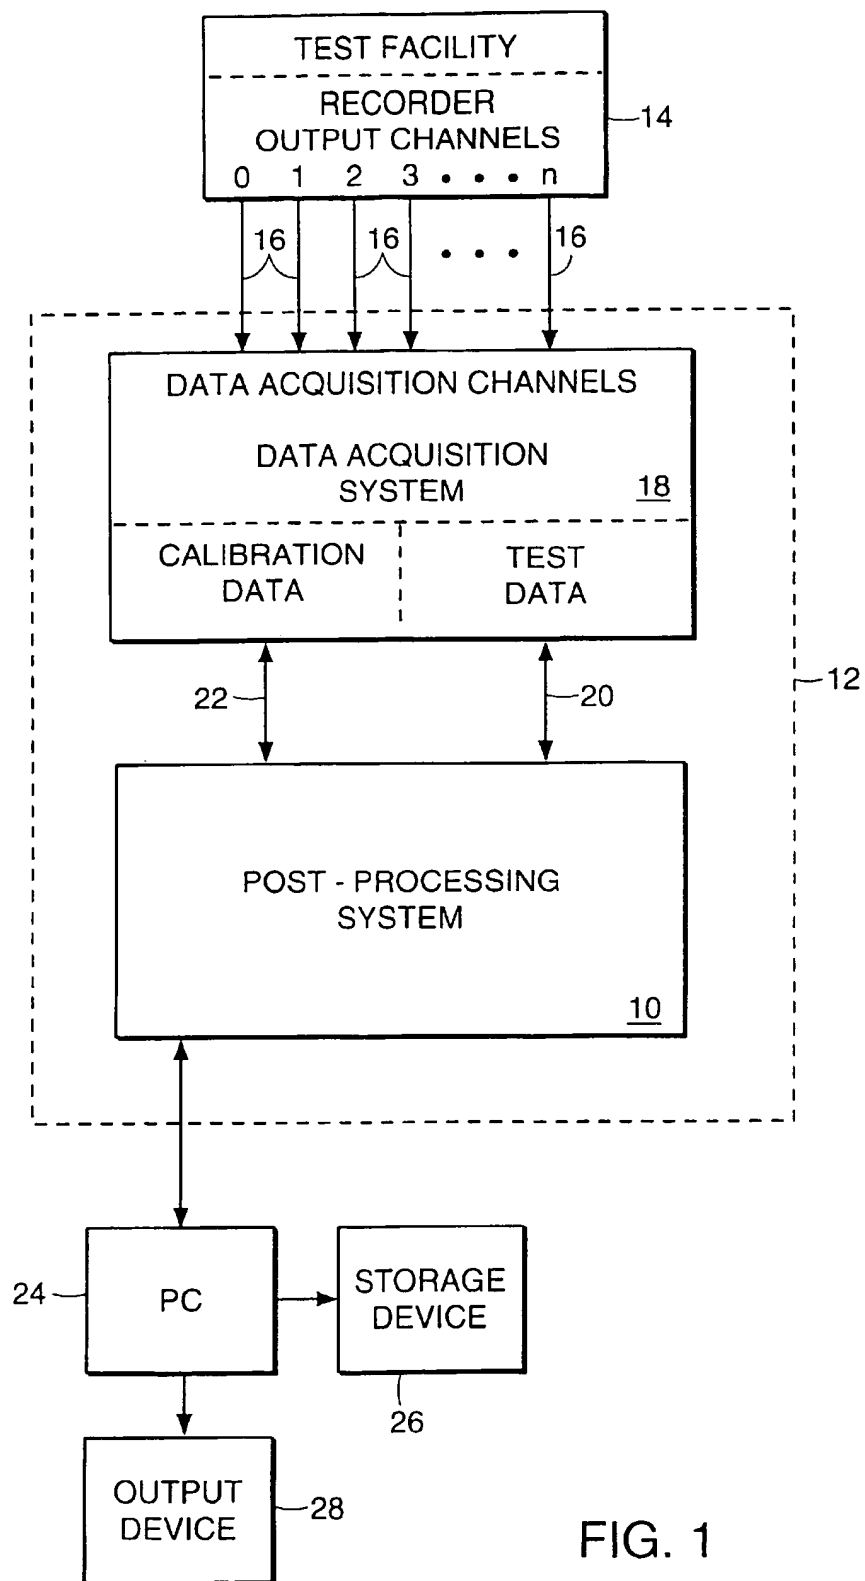 TEST FACILITY
RECORDER
OUTPUT CHANNELS
0 1 2 3 • • • n
14
16 16 • • • 16
DATA ACQUISITION CHANNELS
DATA ACQUISITION
SYSTEM
18
CALIBRATION
DATA
TEST
DATA
22
20
12
POST - PROCESSING
SYSTEM
10
24
PC
STORAGE
DEVICE
26
OUTPUT
DEVICE
28
FIG. 1